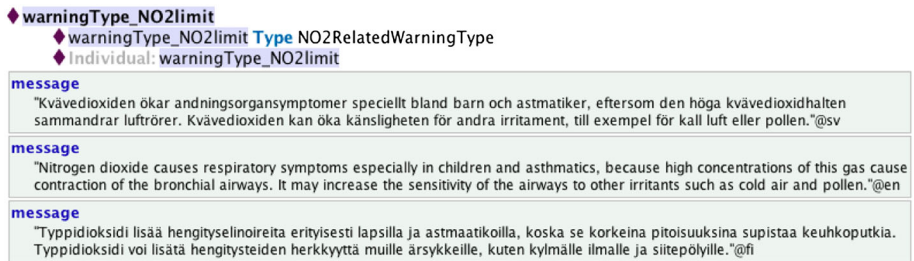 warningType_NO2limit
warningType_NO2limit Type NO2RelatedWarningType
Individual: warningType_NO2limit
message
"Kvävedioxiden ökar andningsorgansymptomer speciellt bland barn och astmatiker, eftersom den höga kvävedioxidhalten
sammandrar luftrörer. Kvävedioxiden kan öka känsligheten för andra irritament, till exempel för kall luft eller pollen."@sv
message
"Nitrogen dioxide causes respiratory symptoms especially in children and asthmatics, because high concentrations of this gas cause
contraction of the bronchial airways. It may increase the sensitivity of the airways to other irritants such as cold air and pollen."@en
message
"Typpidioksidi lisää hengityselinoireita erityisesti lapsilla ja astmaatikoilla, koska se korkeina pitoisuuksina supistaa keuhkoputkia.
Typpidioksidi voi lisätä hengitysteiden herkkyyttä muille ärsykkeille, kuten kylmälle ilmalle ja siitepölyille."@fi